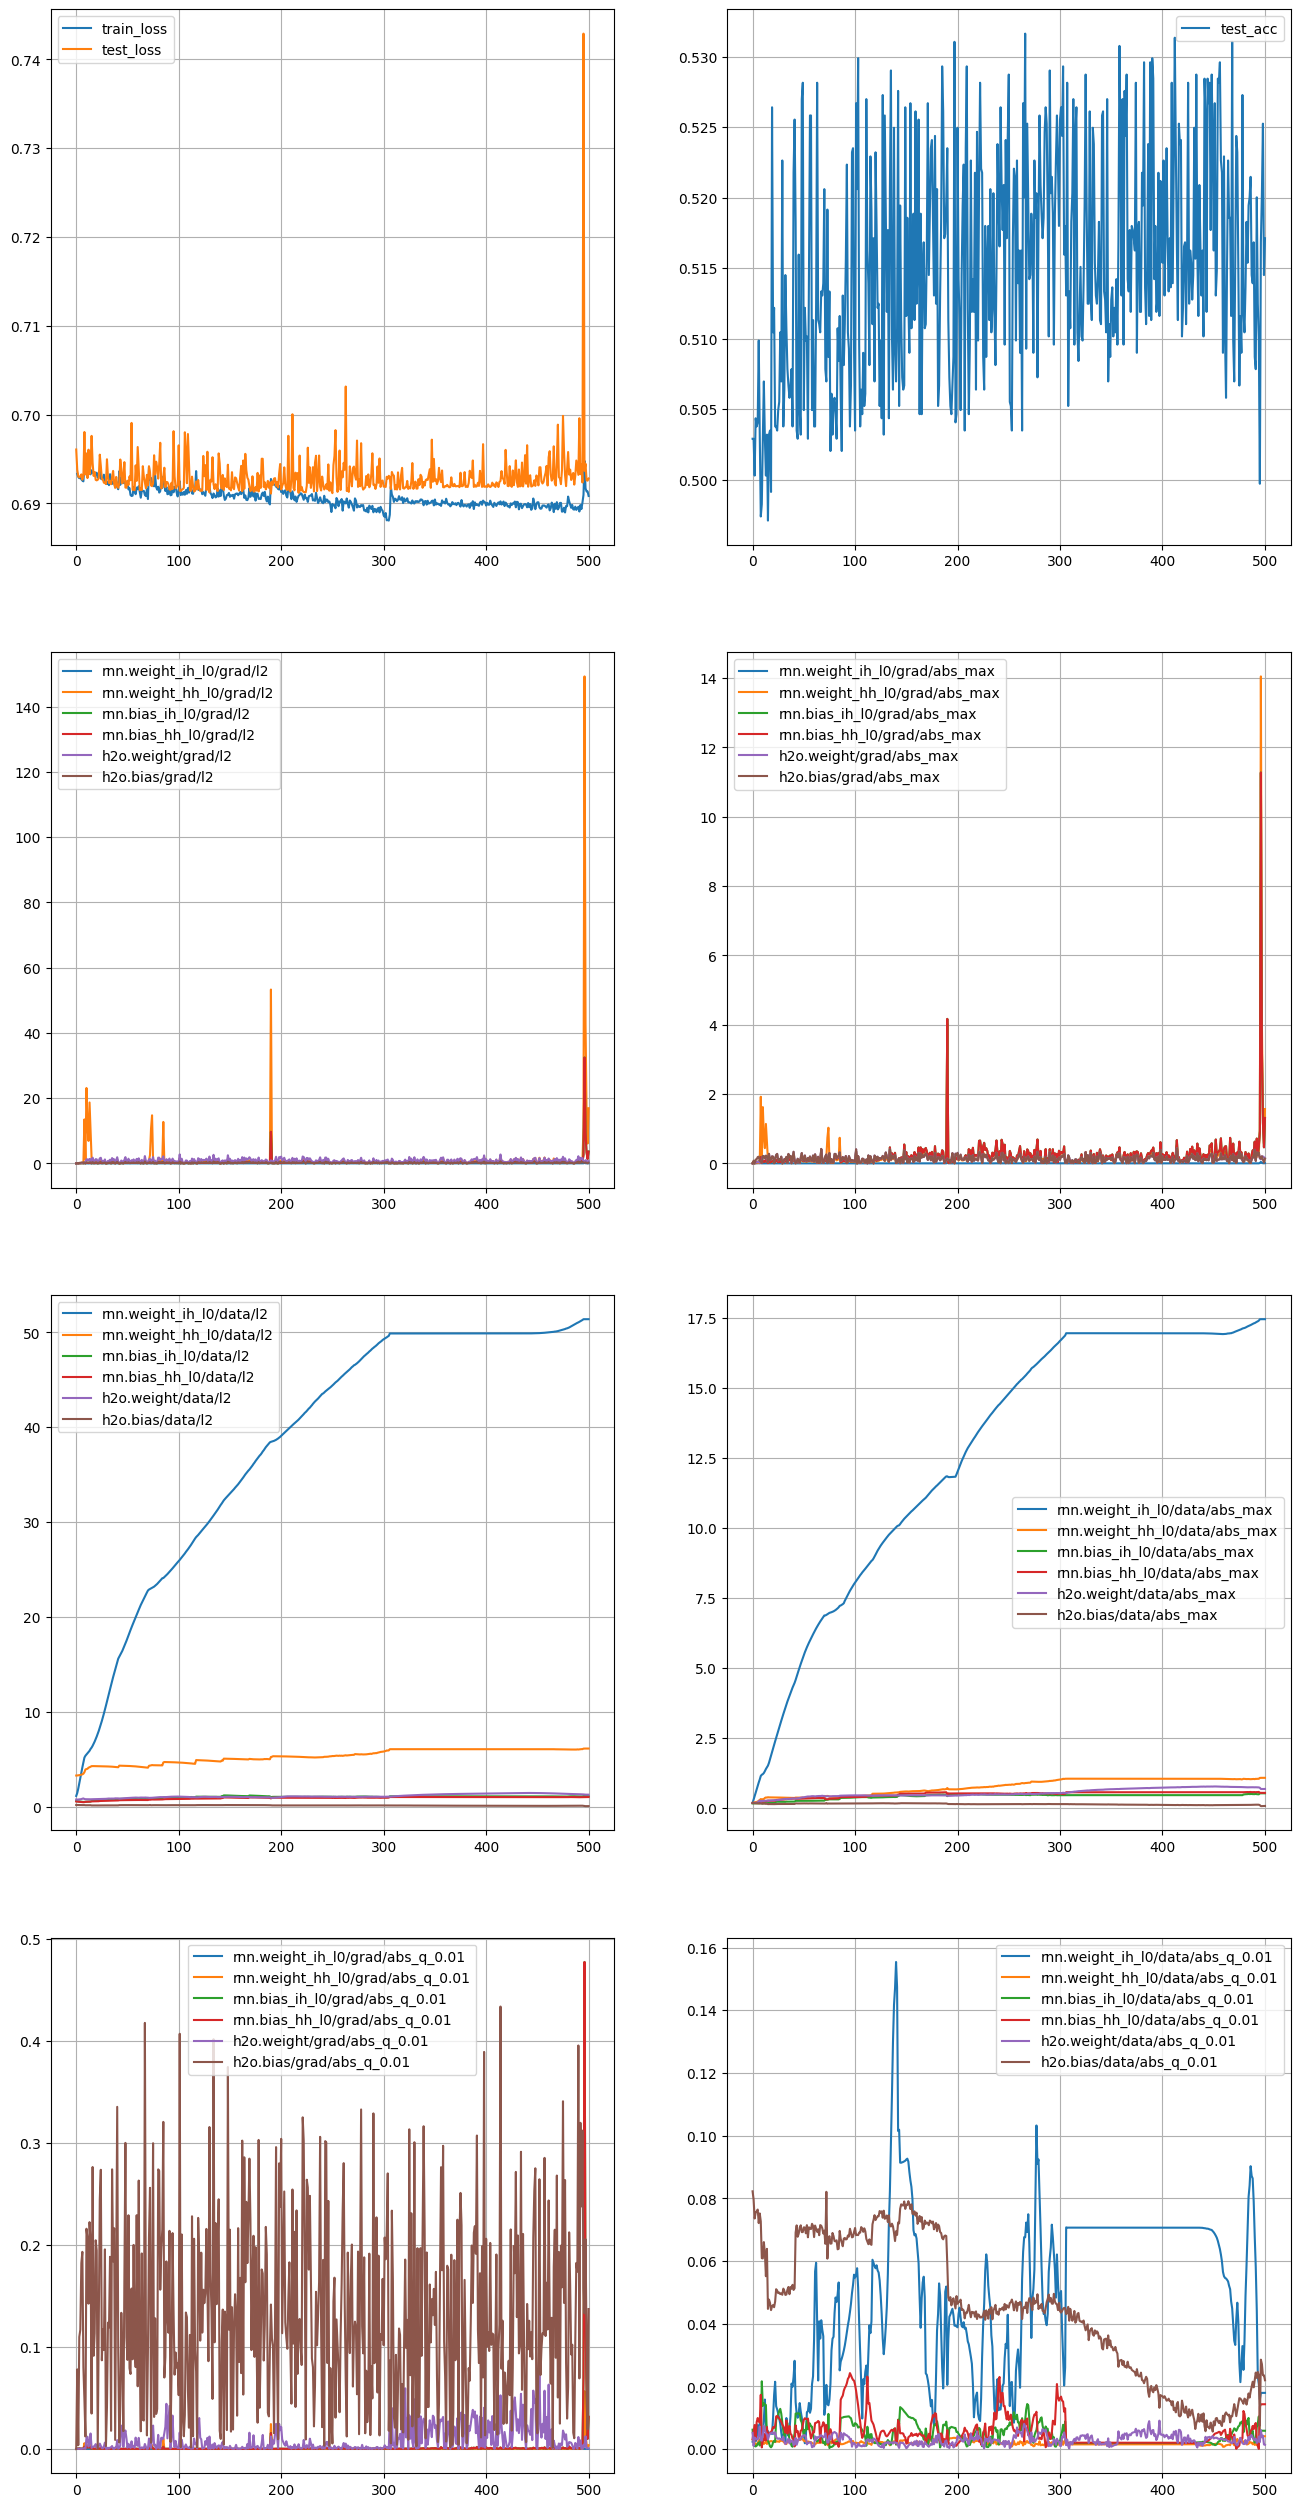 train_loss
test_loss
0.74
0.73
0.72
0.71
0.70
0.69
0 100 200 300 400 500
test_acc
0.530
0.525
0.520
0.515
0.510
0.505
0.500
0 100 200 300 400 500
rnn.weight_ih_l0/grad/l2
rnn.weight_hh_l0/grad/l2
rnn.bias_ih_l0/grad/l2
rnn.bias_hh_l0/grad/l2
h2o.weight/grad/l2
h2o.bias/grad/l2
140
120
100
80
60
40
20
0
0 100 200 300 400 500
rnn.weight_ih_l0/grad/abs_max
rnn.weight_hh_l0/grad/abs_max
rnn.bias_ih_l0/grad/abs_max
rnn.bias_hh_l0/grad/abs_max
h2o.weight/grad/abs_max
h2o.bias/grad/abs_max
14
12
10
8
6
4
2
0
0 100 200 300 400 500
rnn.weight_ih_l0/data/l2
rnn.weight_hh_l0/data/l2
rnn.bias_ih_l0/data/l2
rnn.bias_hh_l0/data/l2
h2o.weight/data/l2
h2o.bias/data/l2
50
40
30
20
10
0
0 100 200 300 400 500
17.5
15.0
12.5
10.0
7.5
5.0
2.5
0.0
rnn.weight_ih_l0/data/abs_max
rnn.weight_hh_l0/data/abs_max
rnn.bias_ih_l0/data/abs_max
rnn.bias_hh_l0/data/abs_max
h2o.weight/data/abs_max
h2o.bias/data/abs_max
0 100 200 300 400 500
rnn.weight_ih_l0/grad/abs_q_0.01
rnn.weight_hh_l0/grad/abs_q_0.01
rnn.bias_ih_l0/grad/abs_q_0.01
rnn.bias_hh_l0/grad/abs_q_0.01
h2o.weight/grad/abs_q_0.01
h2o.bias/grad/abs_q_0.01
0.5
0.4
0.3
0.2
0.1
0.0
0 100 200 300 400 500
rnn.weight_ih_l0/data/abs_q_0.01
rnn.weight_hh_l0/data/abs_q_0.01
rnn.bias_ih_l0/data/abs_q_0.01
rnn.bias_hh_l0/data/abs_q_0.01
h2o.weight/data/abs_q_0.01
h2o.bias/data/abs_q_0.01
0.16
0.14
0.12
0.10
0.08
0.06
0.04
0.02
0.00
0 100 200 300 400 500